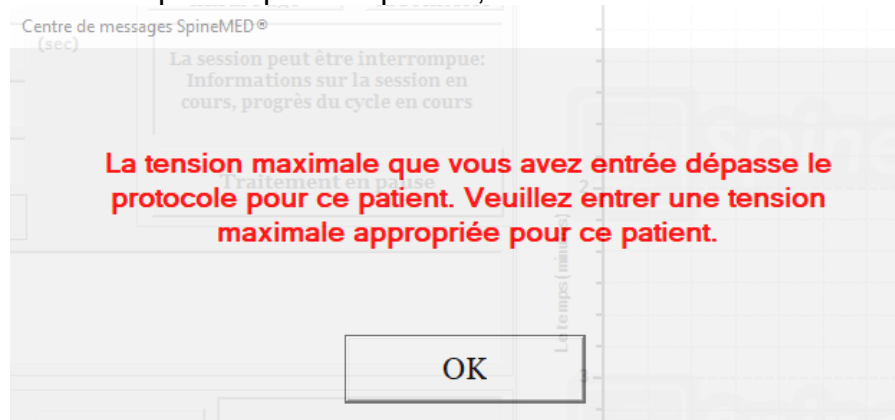 Centre de messages SpineMED®
(sec)
La session peut être interrompue:
Informations sur la session en
cours, progrès du cycle en cours
La tension maximale que vous avez entrée dépasse le
Traitement en pause
protocole pour ce patient. Veuillez entrer une tension
maximale appropriée pour ce patient.
2
Le temps (minutes)
OK
3